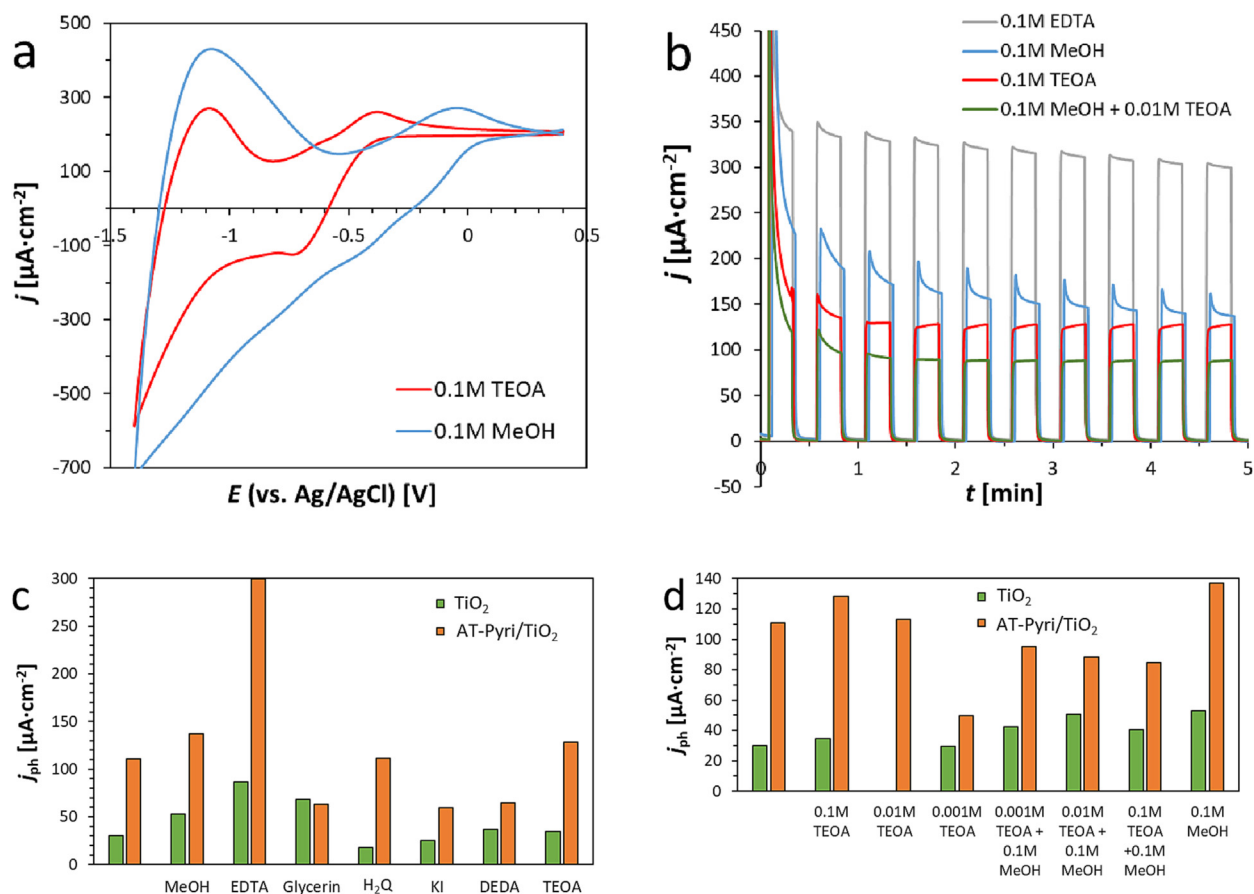 a
500
300
100
-100
-300
-500
-700
-1.5
-1
-0.5
0
0.5
j [µA·cm⁻²]
E (vs. Ag/AgCl) [V]
0.1M TEOA
0.1M MeOH
b
450
400
350
300
250
200
150
100
50
0
-50
0
1
2
3
4
5
j [µA·cm⁻²]
t [min]
0.1M EDTA
0.1M MeOH
0.1M TEOA
0.1M MeOH + 0.01M TEOA
c
300
250
200
150
100
50
0
jph [µA·cm⁻²]
TiO₂
AT-Pyri/TiO₂
MeOH EDTA Glycerin H₂Q KI DEDA TEOA
d
140
120
100
80
60
40
20
0
jph [µA·cm⁻²]
TiO₂
AT-Pyri/TiO₂
0.1M
TEOA
0.01M
TEOA
0.001M
TEOA
0.001M
TEOA +
0.1M
MeOH
0.01M
TEOA +
0.1M
MeOH
0.1M
TEOA
+0.1M
MeOH
0.1M
MeOH